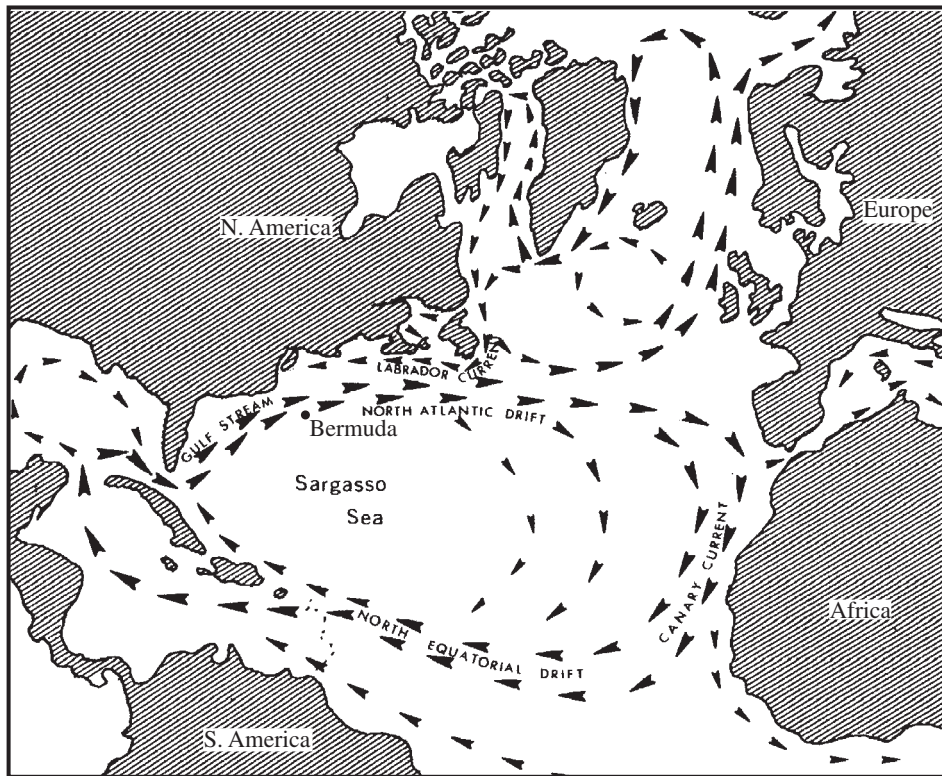 N. America
Europe
LABRADOR CURRENT
GULF STREAM
NORTH ATLANTIC DRIFT
Bermuda
Sargasso
Sea
CANARY CURRENT
Africa
NORTH EQUATORIAL DRIFT
S. America